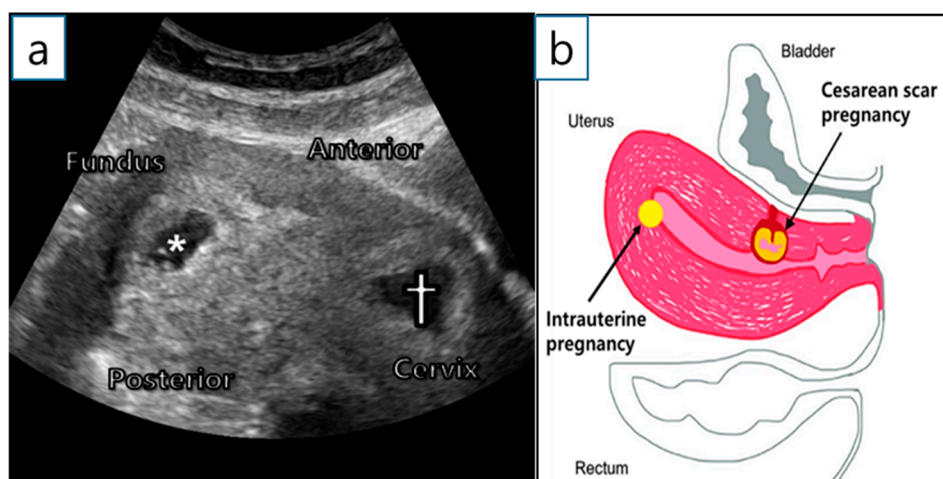 a
Fundus
Anterior
*
†
Posterior
Cervix
b
Bladder
Cesarean scar
pregnancy
Uterus
Intrauterine
pregnancy
Rectum